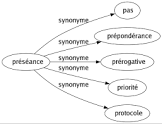 pas
synonyme
prépondérance
synonyme
préséance
synonyme
prérogative
synonyme
priorité
synonyme
protocole